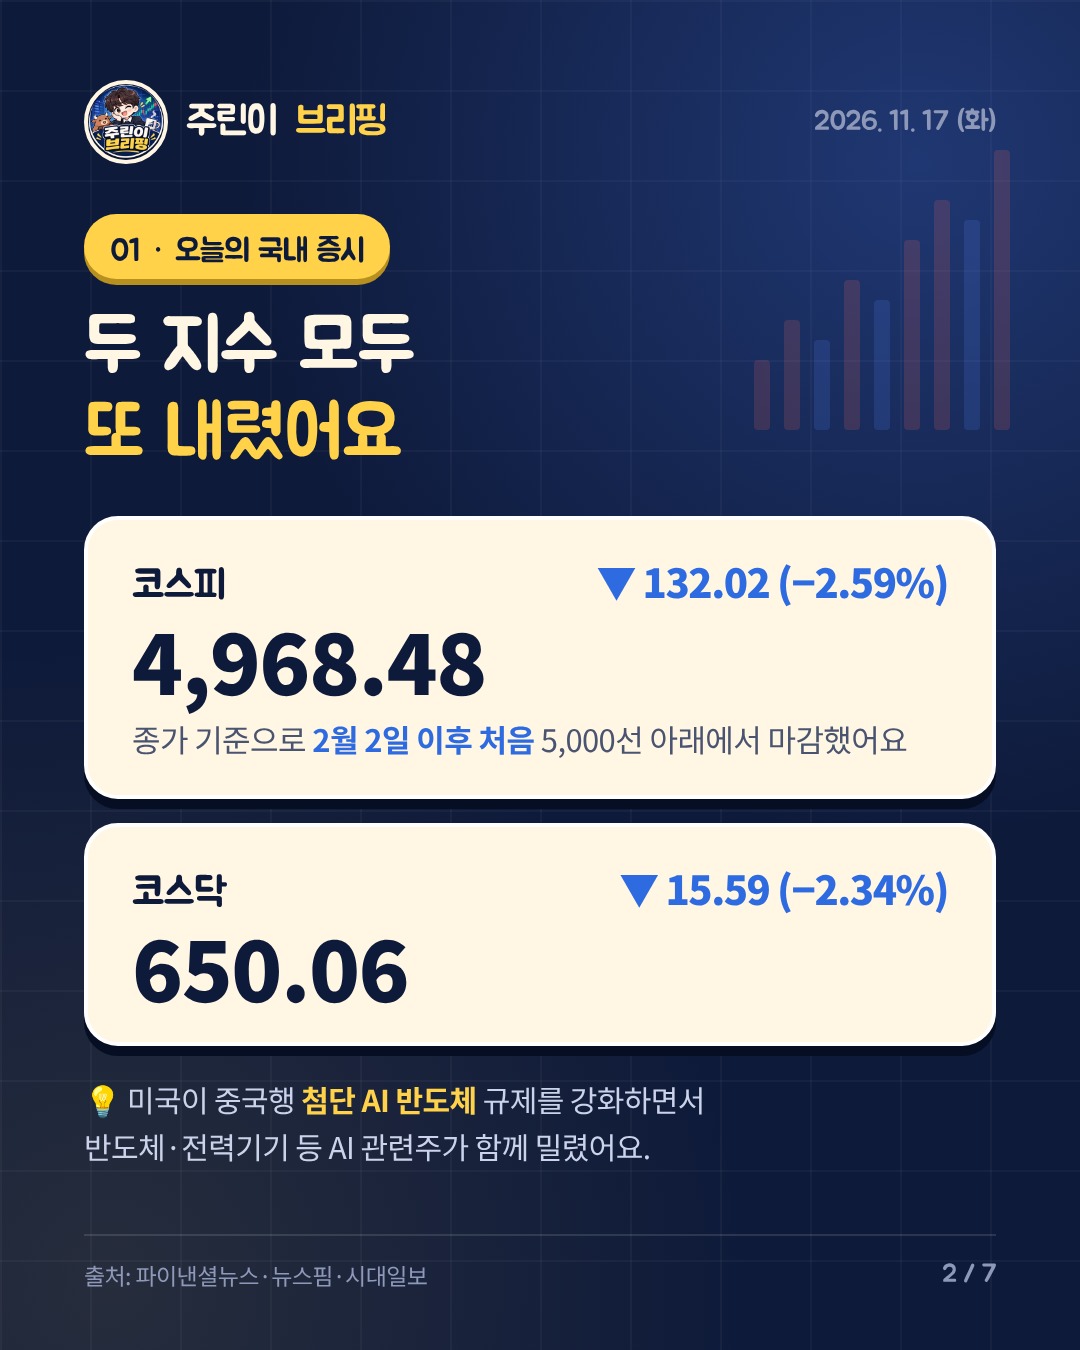 주린이 브리핑
주린이 브리핑
2026. 11. 17 (화)
01 · 오늘의 국내 증시
두 지수 모두
또 내렸어요
코스피
▼ 132.02 (−2.59%)
4,968.48
종가 기준으로 2월 2일 이후 처음 5,000선 아래에서 마감했어요
코스닥
▼ 15.59 (−2.34%)
650.06
💡 미국이 중국행 첨단 AI 반도체 규제를 강화하면서
반도체·전력기기 등 AI 관련주가 함께 밀렸어요.
출처: 파이낸셜뉴스·뉴스핌·시대일보
2 / 7